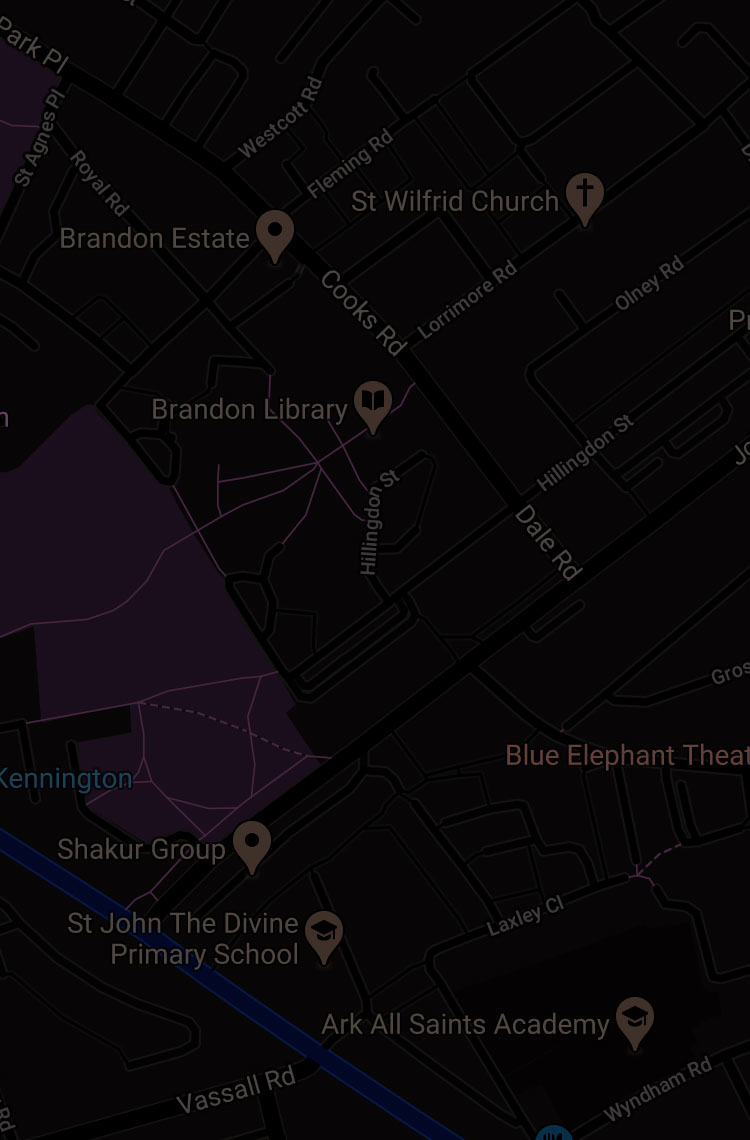 Park Pl
St Agnes Pl
Westcott Rd
Fleming Rd
Royal Rd
St Wilfrid Church
Brandon Estate
Cooks Rd
Lorrimore Rd
Olney Rd
Brandon Library
Hillingdon St
Hillingdon St
Dale Rd
Blue Elephant
Kennington
Shakur Group
St John The Divine
Primary School
Laxley Cl
Ark All Saints Academy
Vassall Rd
Wyndham Rd
Rd